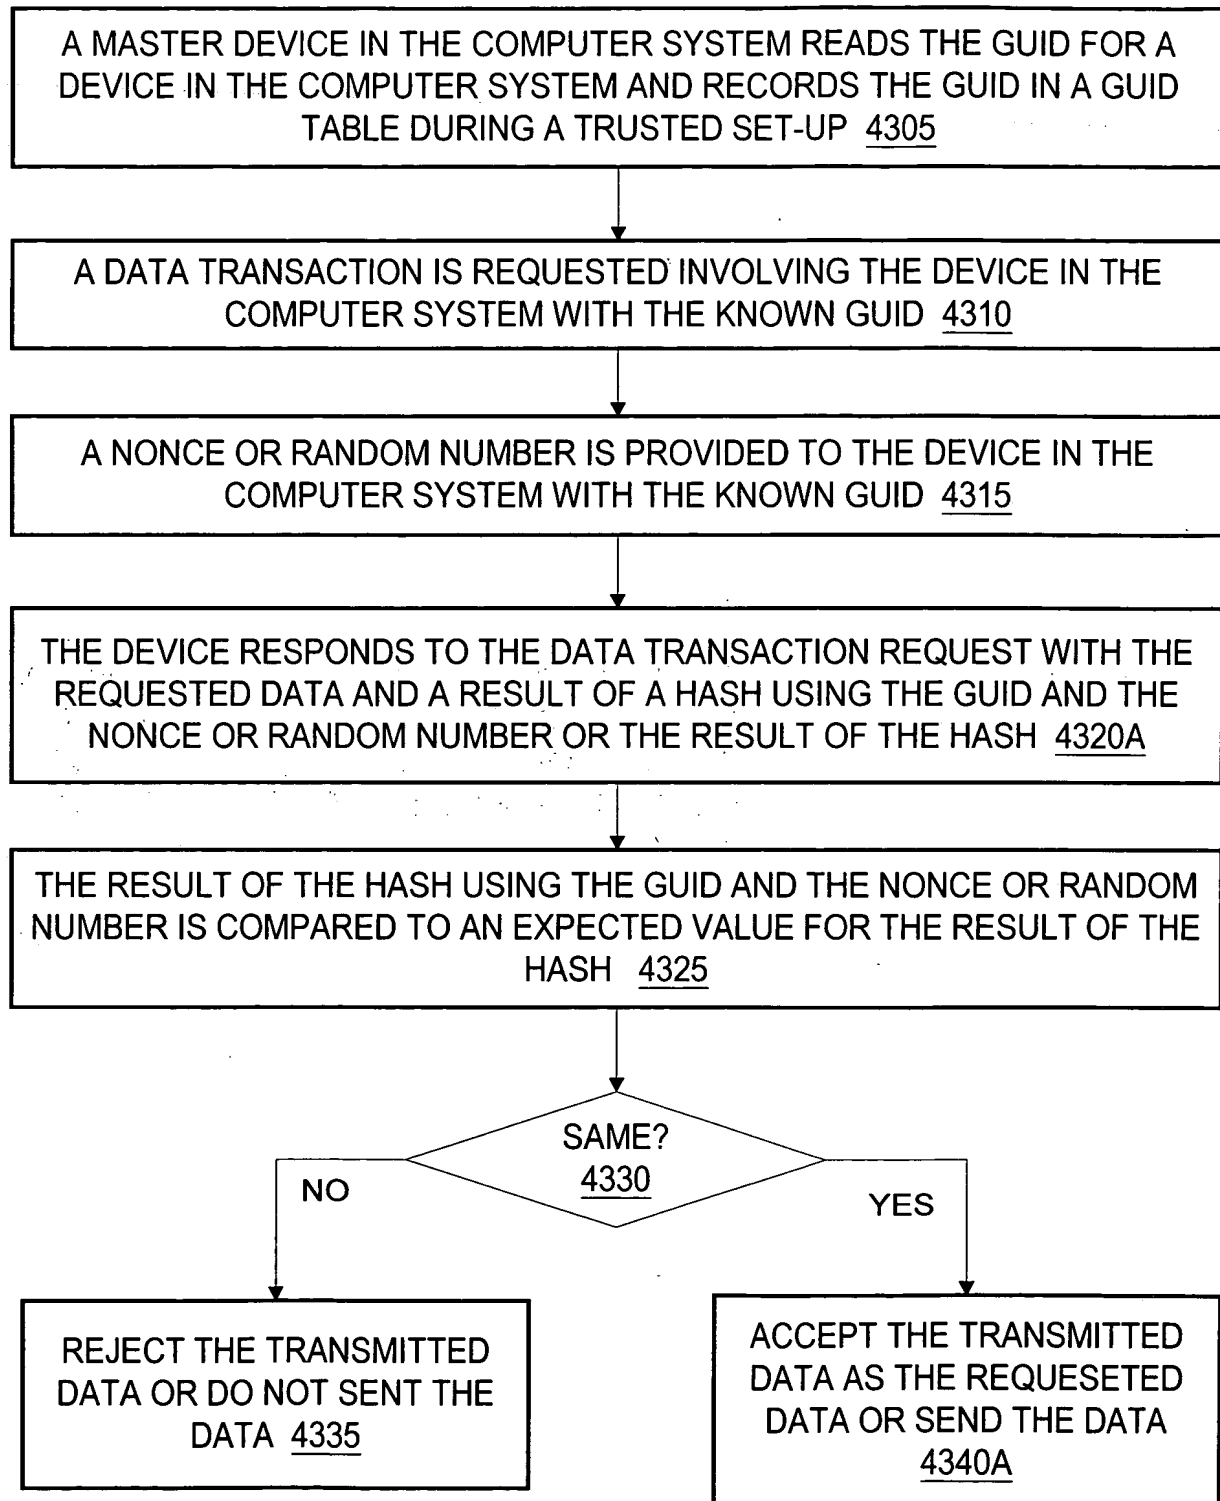 A MASTER DEVICE IN THE COMPUTER SYSTEM READS THE GUID FOR A
DEVICE IN THE COMPUTER SYSTEM AND RECORDS THE GUID IN A GUID
TABLE DURING A TRUSTED SET-UP 4305
A DATA TRANSACTION IS REQUESTED INVOLVING THE DEVICE IN THE
COMPUTER SYSTEM WITH THE KNOWN GUID 4310
A NONCE OR RANDOM NUMBER IS PROVIDED TO THE DEVICE IN THE
COMPUTER SYSTEM WITH THE KNOWN GUID 4315
THE DEVICE RESPONDS TO THE DATA TRANSACTION REQUEST WITH THE
REQUESTED DATA AND A RESULT OF A HASH USING THE GUID AND THE
NONCE OR RANDOM NUMBER OR THE RESULT OF THE HASH 4320A
THE RESULT OF THE HASH USING THE GUID AND THE NONCE OR RANDOM
NUMBER IS COMPARED TO AN EXPECTED VALUE FOR THE RESULT OF THE
HASH 4325
SAME?
4330
NO
YES
REJECT THE TRANSMITTED
DATA OR DO NOT SENT THE
DATA 4335
ACCEPT THE TRANSMITTED
DATA AS THE REQUESETED
DATA OR SEND THE DATA
4340A